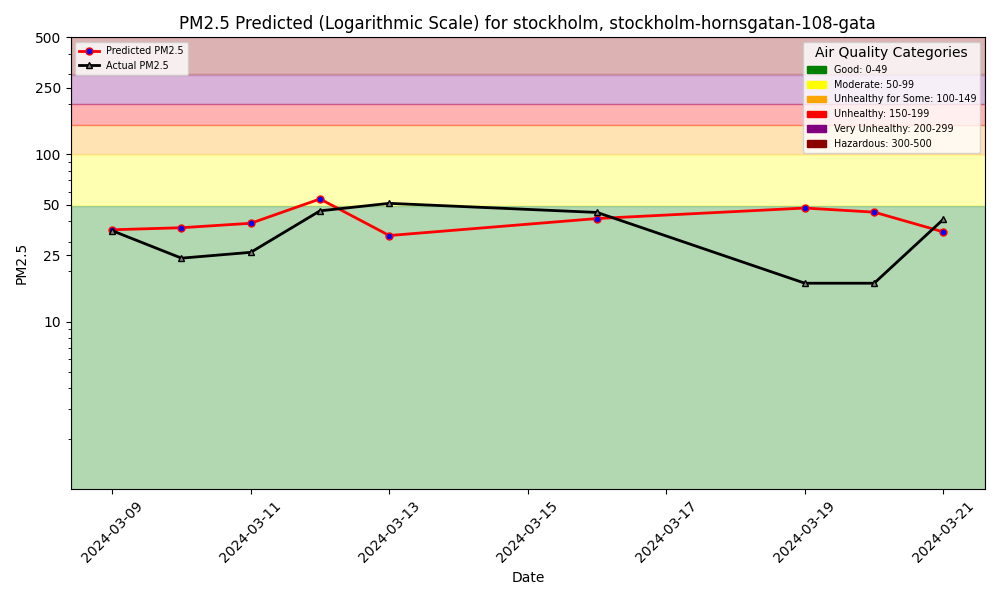 PM2.5 Predicted (Logarithmic Scale) for stockholm, stockholm-hornsgatan-108-gata
Predicted PM2.5
Actual PM2.5
Air Quality Categories
Good: 0-49
Moderate: 50-99
Unhealthy for Some: 100-149
Unhealthy: 150-199
Very Unhealthy: 200-299
Hazardous: 300-500
500
250
100
50
25
10
PM2.5
2024-03-09
2024-03-11
2024-03-13
2024-03-15
2024-03-17
2024-03-19
2024-03-21
Date